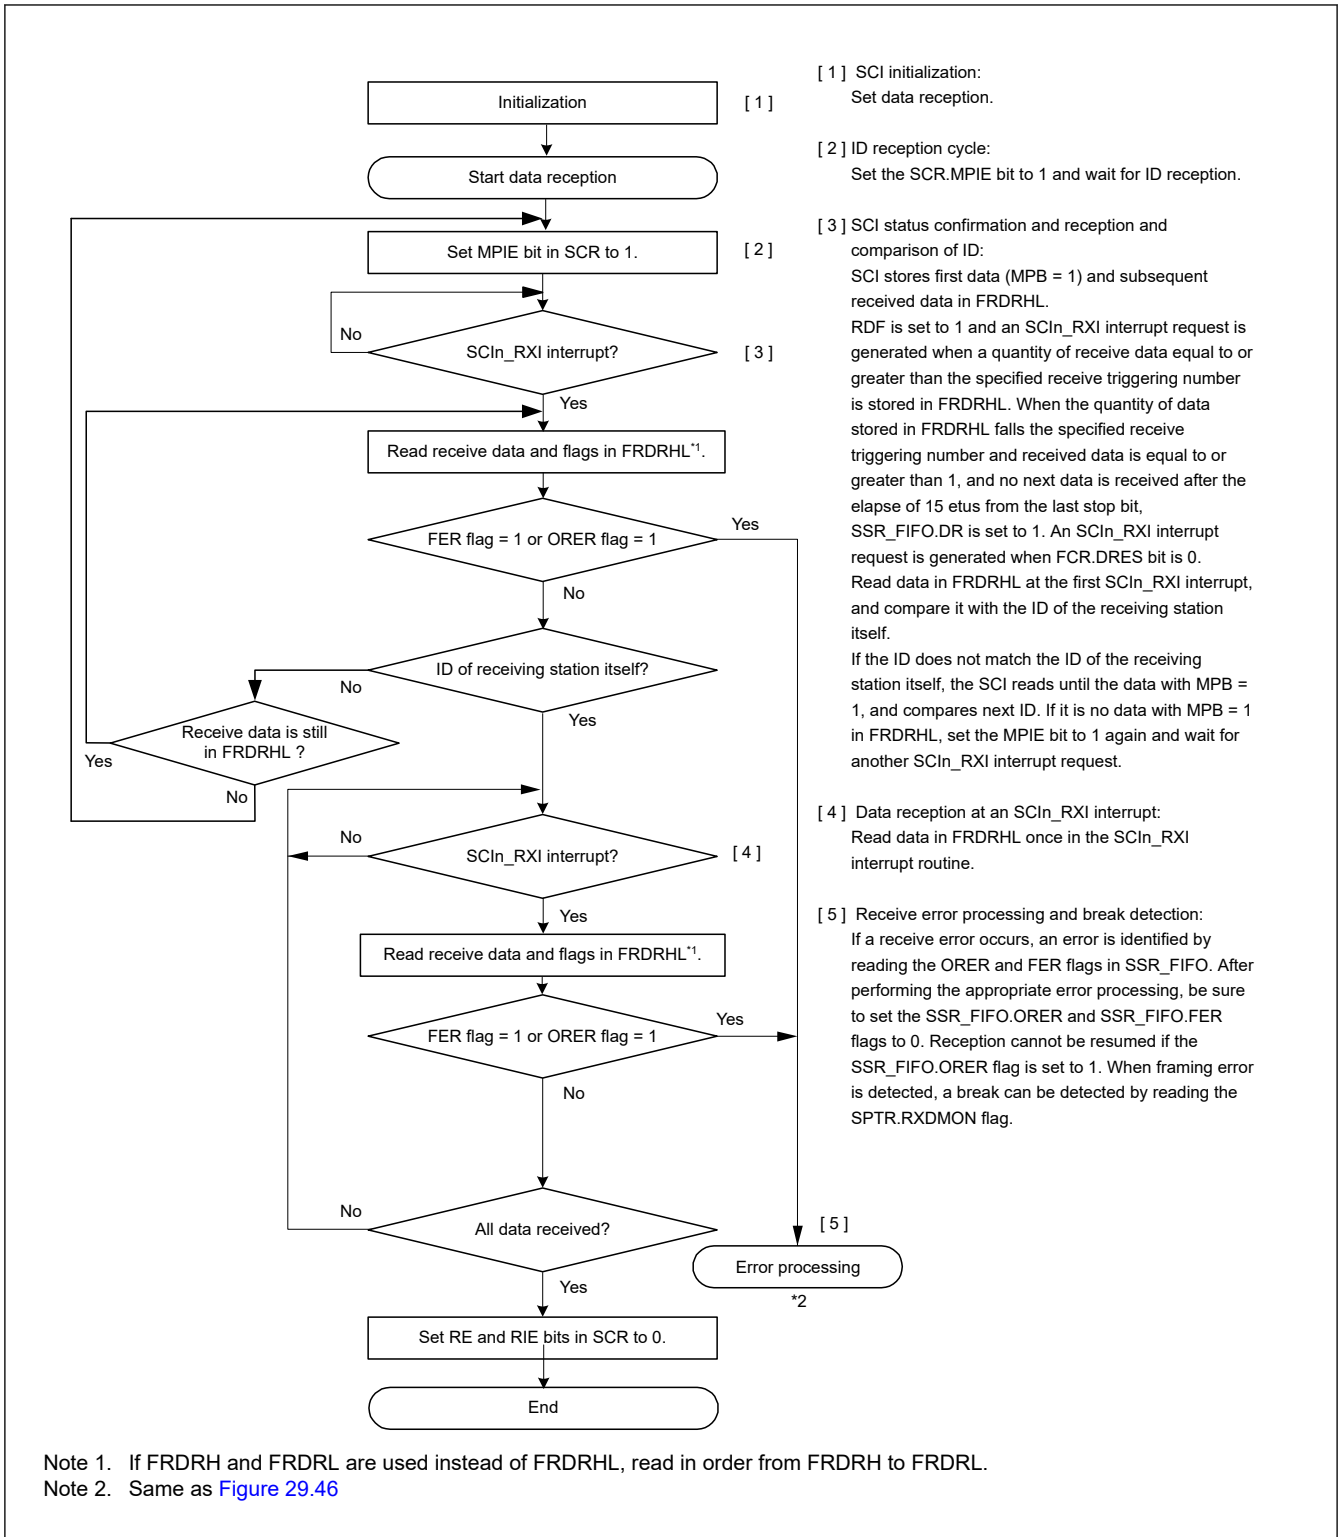 Initialization
[ 1 ]
Start data reception
Set MPIE bit in SCR to 1.
[ 2 ]
No
SCIn_RXI interrupt?
[ 3 ]
Yes
Read receive data and flags in FRDRHL*1.
FER flag = 1 or ORER flag = 1
Yes
No
ID of receiving station itself?
No
Yes
Receive data is still
in FRDRHL ?
Yes
No
No
SCIn_RXI interrupt?
[ 4 ]
Yes
Read receive data and flags in FRDRHL*1.
FER flag = 1 or ORER flag = 1
Yes
No
No
All data received?
Yes
[ 5 ]
Error processing
*2
Set RE and RIE bits in SCR to 0.
End
[ 1 ] SCI initialization:
Set data reception.
[ 2 ] ID reception cycle:
Set the SCR.MPIE bit to 1 and wait for ID reception.
[ 3 ] SCI status confirmation and reception and
comparison of ID:
SCI stores first data (MPB = 1) and subsequent
received data in FRDRHL.
RDF is set to 1 and an SCIn_RXI interrupt request is
generated when a quantity of receive data equal to or
greater than the specified receive triggering number
is stored in FRDRHL. When the quantity of data
stored in FRDRHL falls the specified receive
triggering number and received data is equal to or
greater than 1, and no next data is received after the
elapse of 15 etus from the last stop bit,
SSR_FIFO.DR is set to 1. An SCIn_RXI interrupt
request is generated when FCR.DRES bit is 0.
Read data in FRDRHL at the first SCIn_RXI interrupt,
and compare it with the ID of the receiving station
itself.
If the ID does not match the ID of the receiving
station itself, the SCI reads until the data with MPB =
1, and compares next ID. If it is no data with MPB = 1
in FRDRHL, set the MPIE bit to 1 again and wait for
another SCIn_RXI interrupt request.
[ 4 ] Data reception at an SCIn_RXI interrupt:
Read data in FRDRHL once in the SCIn_RXI
interrupt routine.
[ 5 ] Receive error processing and break detection:
If a receive error occurs, an error is identified by
reading the ORER and FER flags in SSR_FIFO. After
performing the appropriate error processing, be sure
to set the SSR_FIFO.ORER and SSR_FIFO.FER
flags to 0. Reception cannot be resumed if the
SSR_FIFO.ORER flag is set to 1. When framing error
is detected, a break can be detected by reading the
SPTR.RXDMON flag.
Note 1. If FRDRH and FRDRL are used instead of FRDRHL, read in order from FRDRH to FRDRL.
Note 2. Same as Figure 29.46